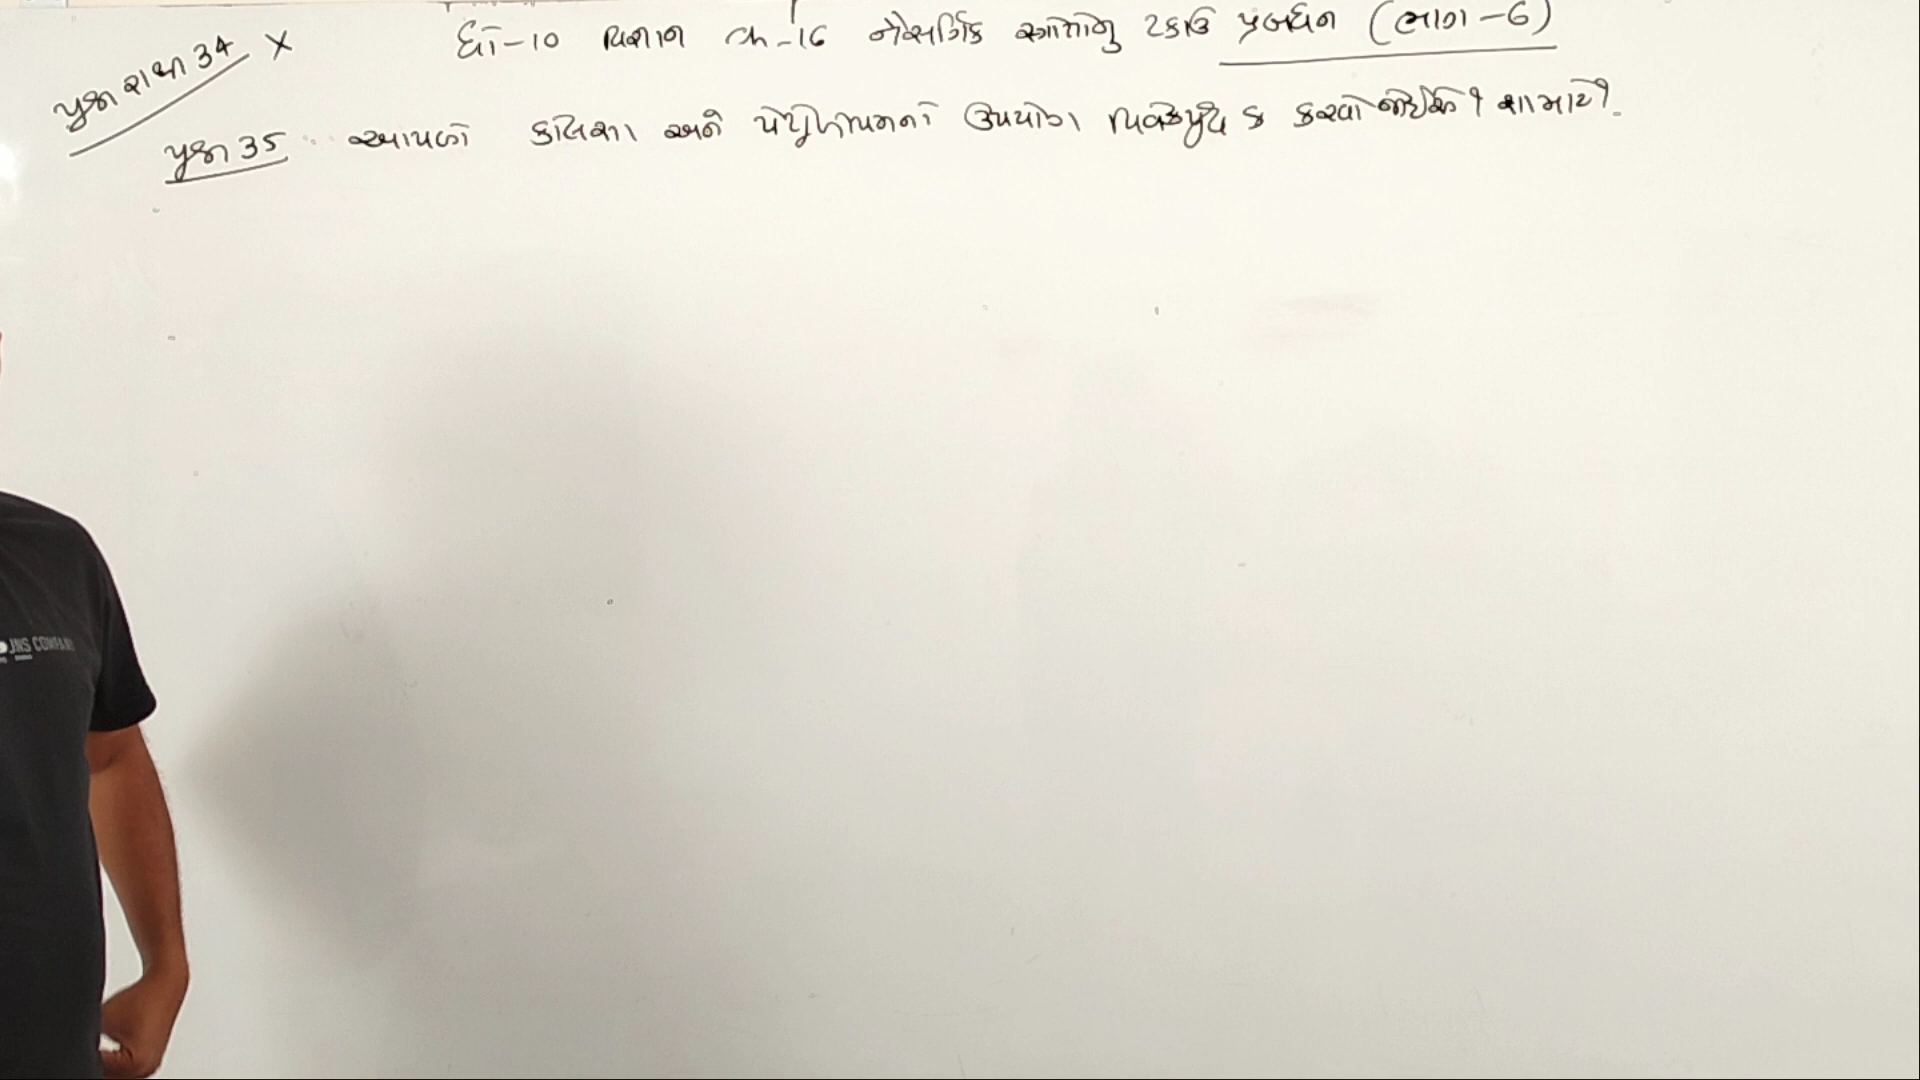 ધો-10 વિજ્ઞાન Ch-16 નૈસર્ગિક સ્ત્રોતોનું ટકાઉ પ્રબંધન (ભાગ-6)
પ્રશ્ન 34 X
પ્રશ્ન 35 આપણે કોલસા અને પેટ્રોલિયમનો ઉપયોગ કરવો જોઈએ ? શા માટે ?
JNS